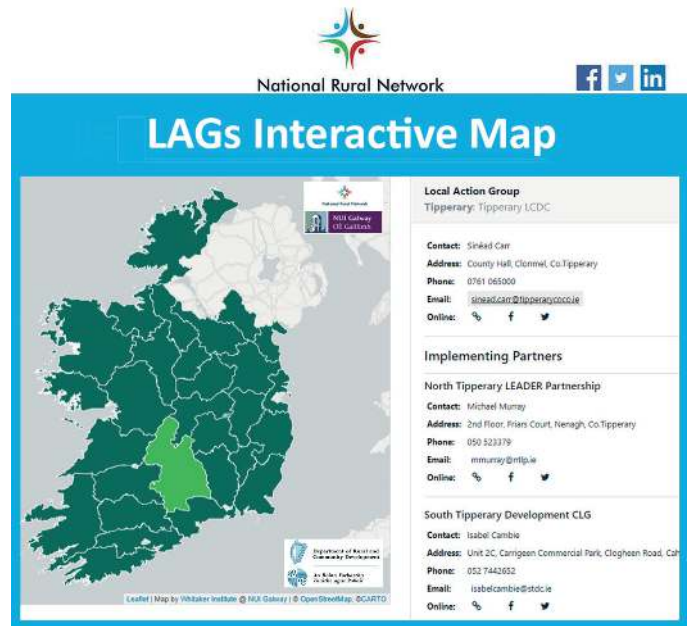 National Rural Network
LAGs Interactive Map
National Rural Network
NUI Galway
OÉ Gaillimh
Department of Rural and
Community Development
Leaflet | Map by Whitaker Institute @ NUI Galway | © OpenStreetMap, ©CARTO
Local Action Group
Tipperary: Tipperary LCDC
Contact: Sinéad Carr
Address: County Hall, Clonmel, Co.Tipperary
Phone: 0761 065000
Email: sinead.carr@tipperarycoco.ie
Online:
Implementing Partners
North Tipperary LEADER Partnership
Contact: Michael Murray
Address: 2nd Floor, Friars Court, Nenagh, Co.Tipperary
Phone: 050 523379
Email: mmurray@ntlp.ie
Online:
South Tipperary Development CLG
Contact: Isabel Cambie
Address: Unit 2C, Carrigeen Commercial Park, Clogheen Road, Cah
Phone: 052 7442652
Email: isabelcambie@stdc.ie
Online: